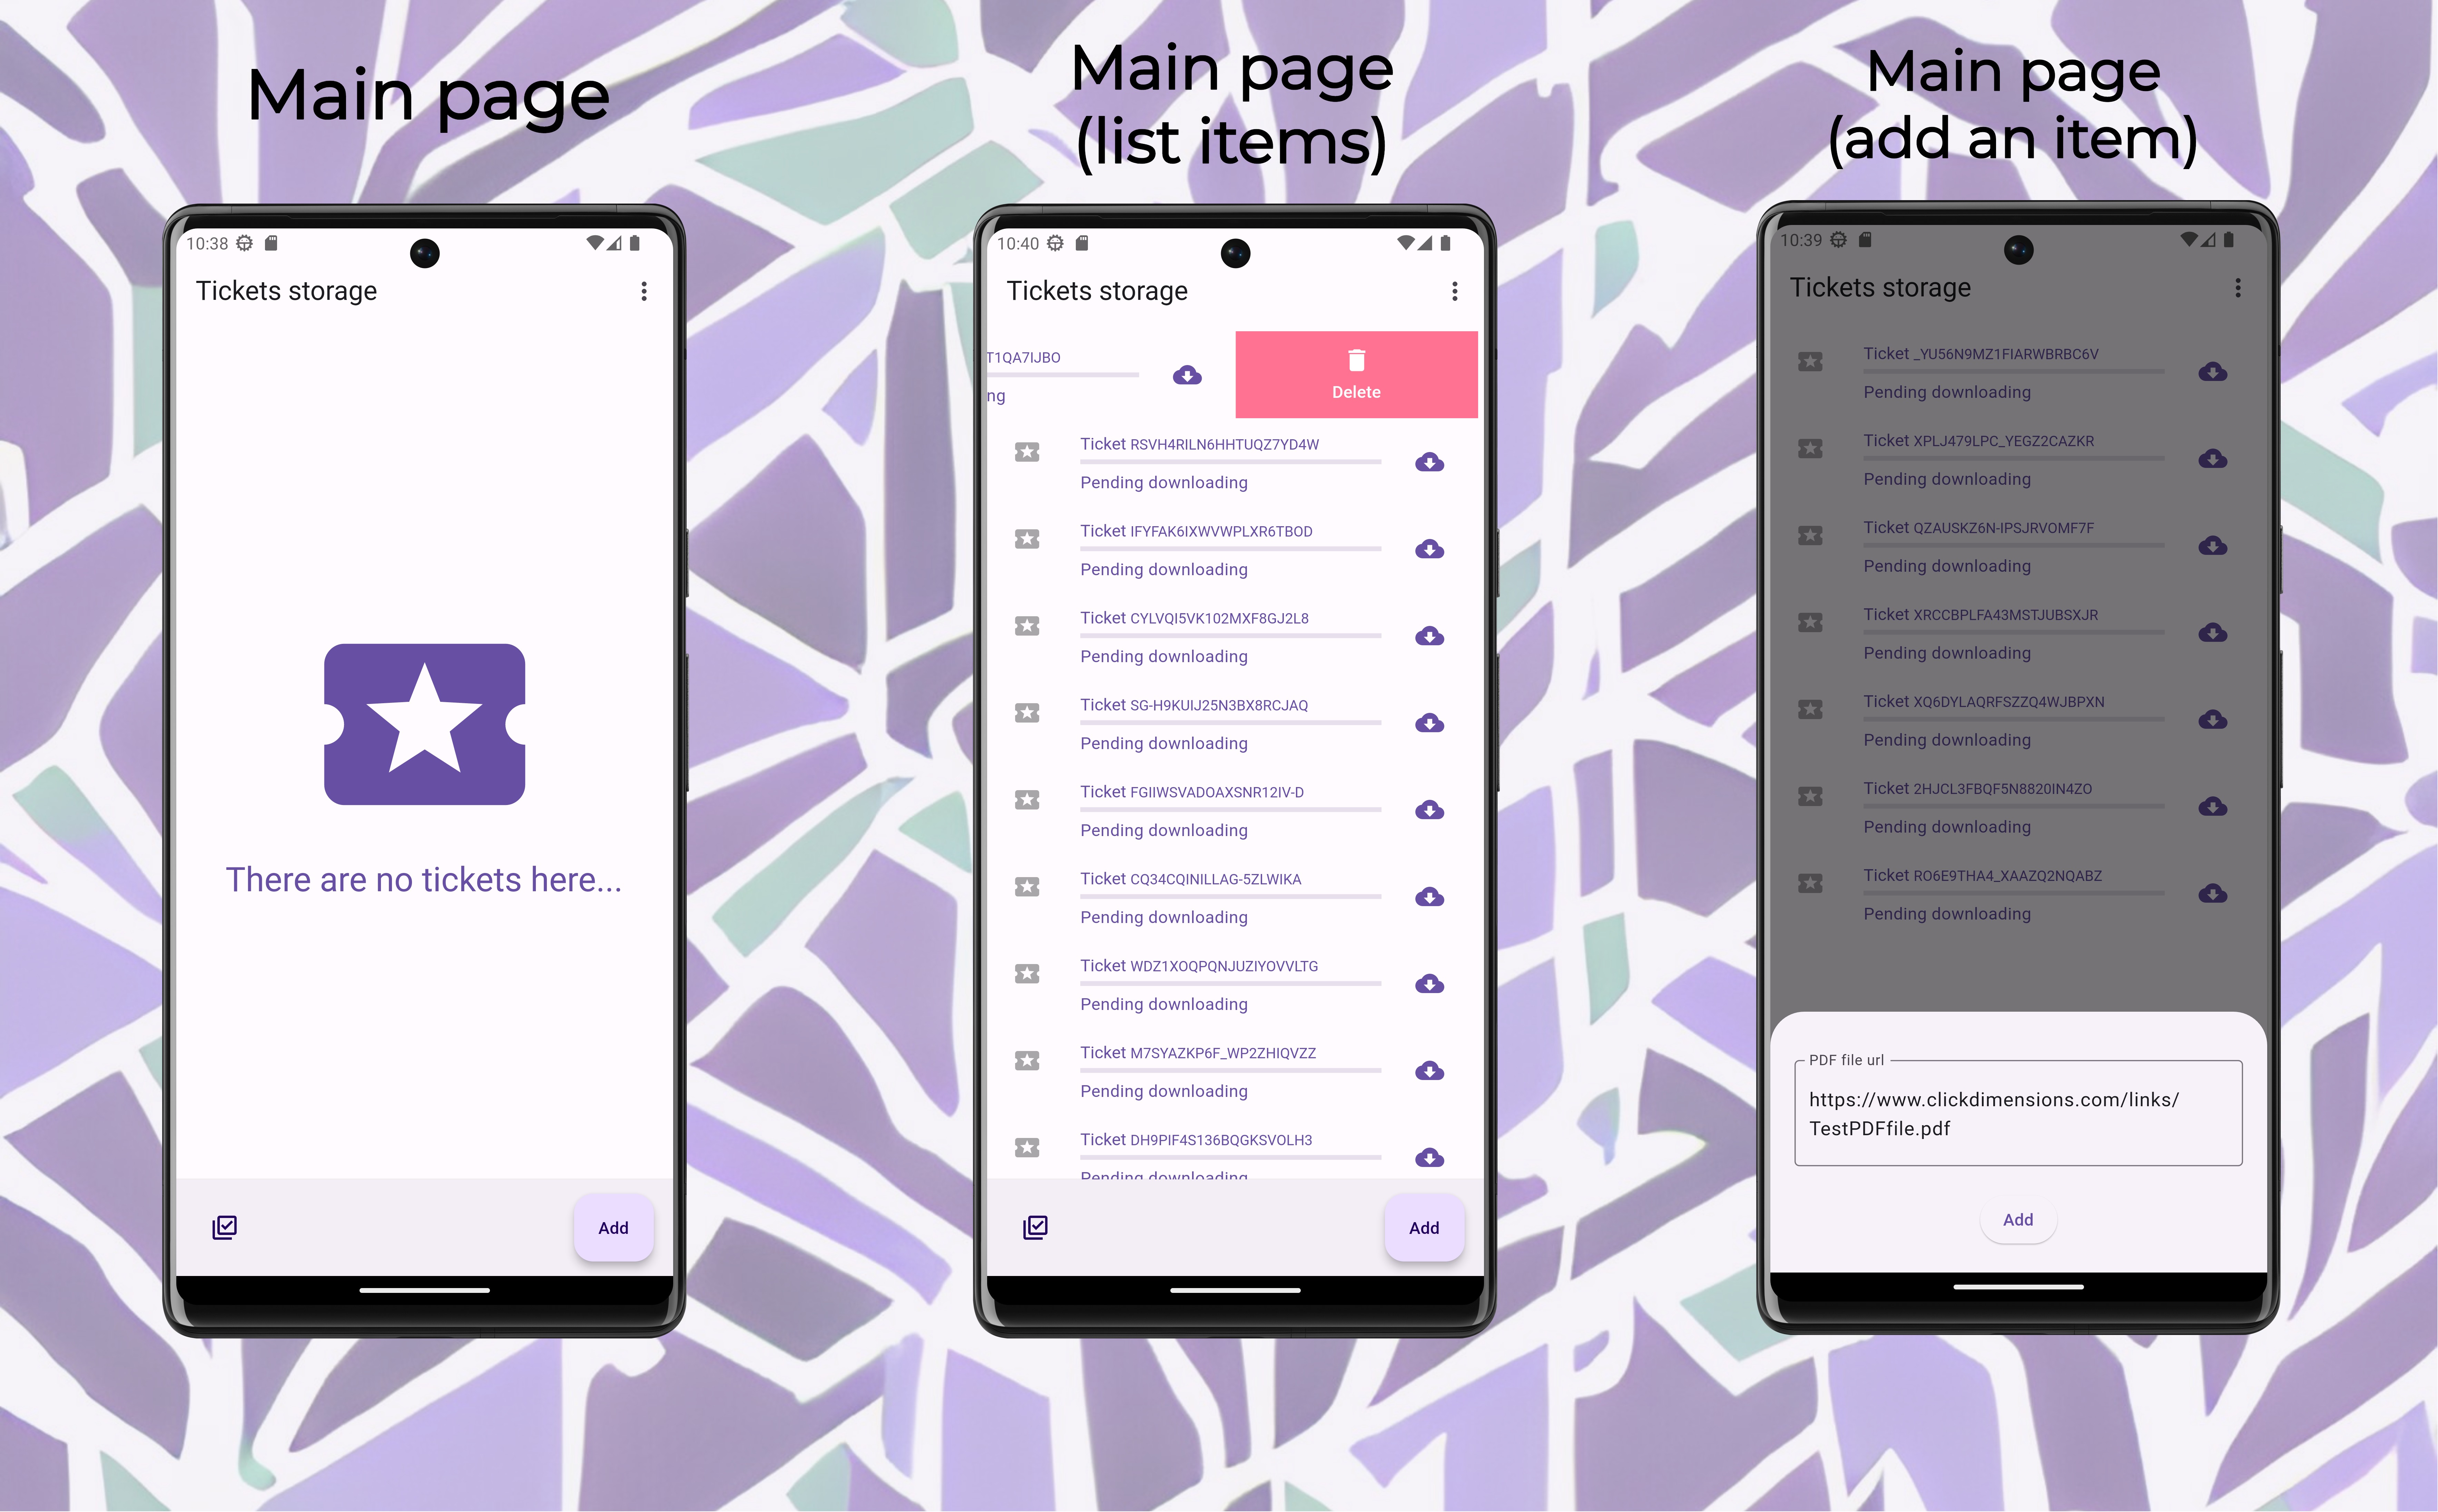 Main page
10:38
Tickets storage
There are no tickets here...
Add
Main page
(list items)
10:40
Tickets storage
T1QA7IJBO
ng
Delete
Ticket RSVH4RILN6HHTUQZ7YD4W
Pending downloading
Ticket IFYFAK6IXWVWPLXR6TBOD
Pending downloading
Ticket CYLVQI5VK102MXF8GJ2L8
Pending downloading
Ticket SG-H9KUIJ25N3BX8RCJAQ
Pending downloading
Ticket FGIIWSVADOAXSNR12IV-D
Pending downloading
Ticket CQ34CQINILLAG-5ZLWIKA
Pending downloading
Ticket WDZ1XOQPQNJUZIYOVVLTG
Pending downloading
Ticket M7SYAZKP6F_WP2ZHIQVZZ
Pending downloading
Ticket DH9PIF4S136BQGKSVOLH3
Pending downloading
Add
Main page
(add an item)
10:39
Tickets storage
Ticket _YU56N9MZ1FIARWBRBC6V
Pending downloading
Ticket XPLJ479LPC_YEGZ2CAZKR
Pending downloading
Ticket QZAUSKZ6N-IPSJRVOMF7F
Pending downloading
Ticket XRCCBPLFA43MSTJUBSXJR
Pending downloading
Ticket XQ6DYLAQRFSZZQ4WJBPXN
Pending downloading
Ticket 2HJCL3FBQF5N8820IN4ZO
Pending downloading
Ticket RO6E9THA4_XAAZQ2NQABZ
Pending downloading
PDF file url
https://www.clickdimensions.com/links/
TestPDFfile.pdf
Add